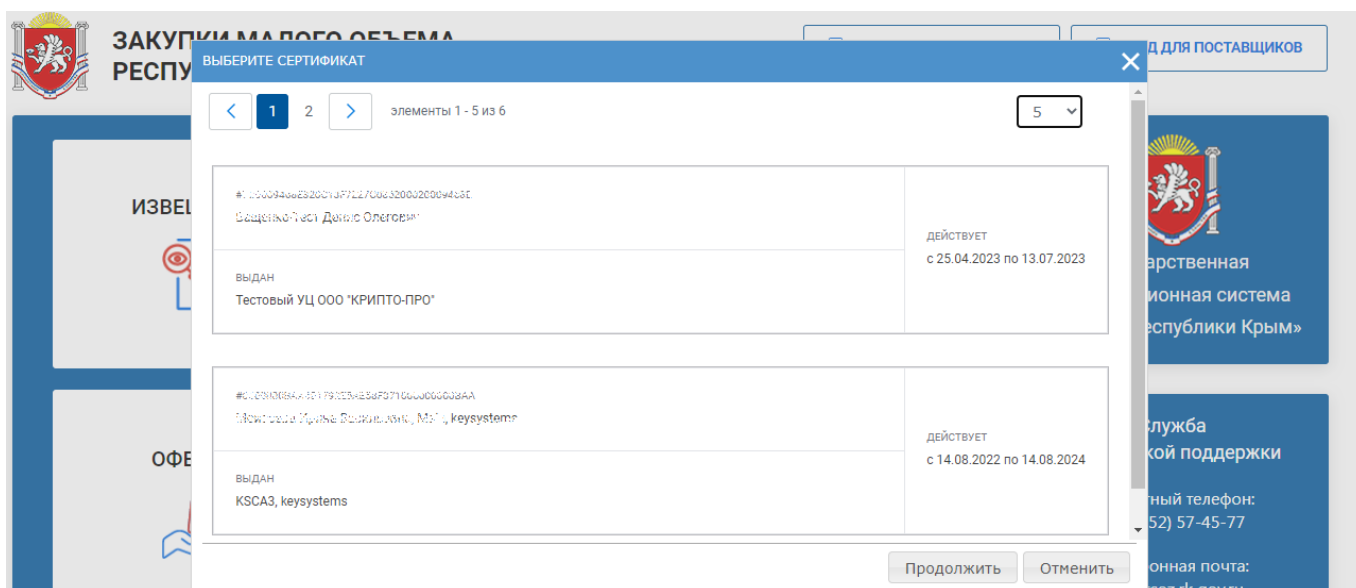 ЗАКУПКИ МАЛОГО ОБЪЕМА
РЕСПУ
Д ДЛЯ ПОСТАВЩИКОВ
ВЫБЕРИТЕ СЕРТИФИКАТ
1 2 элементы 1 - 5 из 6 5
ИЗВЕЩ
ДЕЙСТВУЕТ
с 25.04.2023 по 13.07.2023
ВЫДАН
Тестовый УЦ ООО "КРИПТО-ПРО"
арственная
ионная система
еспублики Крым»
keysystems
ДЕЙСТВУЕТ
с 14.08.2022 по 14.08.2024
ВЫДАН
KSCA3, keysystems
ОФЕ
лужба
кой поддержки
ный телефон:
52) 57-45-77
Продолжить Отменить
онная почта: